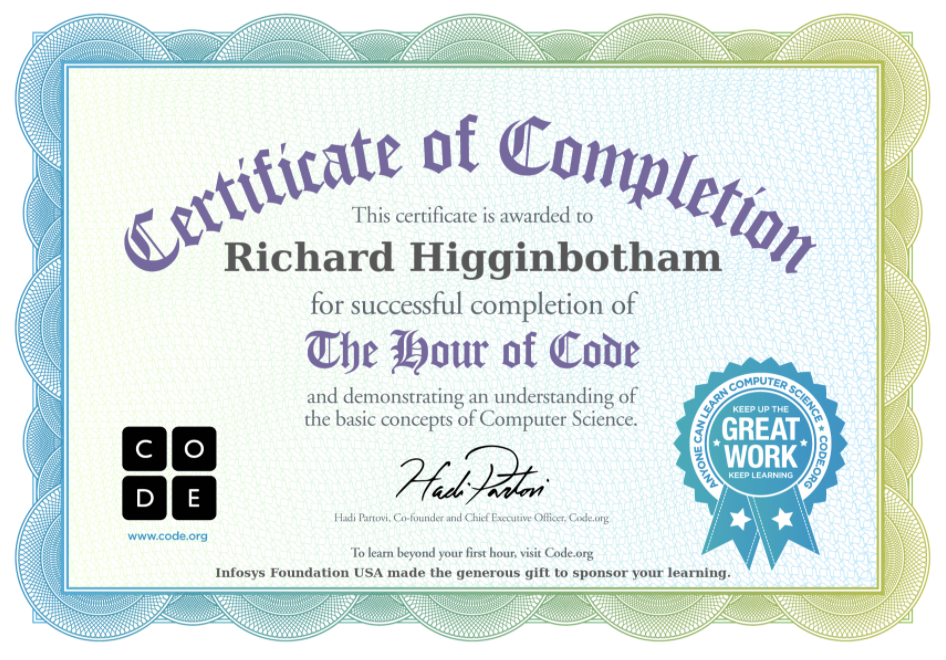 Certificate of Completion
This certificate is awarded to
Richard Higginbotham
for successful completion of
The Hour of Code
and demonstrating an understanding of
the basic concepts of Computer Science.
Hadi Partovi
Hadi Partovi, Co-founder and Chief Executive Officer, Code.org
To learn beyond your first hour, visit Code.org
Infosys Foundation USA made the generous gift to sponsor your learning.
C O
D E
www.code.org
ANYONE CAN LEARN COMPUTER SCIENCE ★ CODE.ORG
KEEP UP THE
GREAT
WORK
KEEP LEARNING